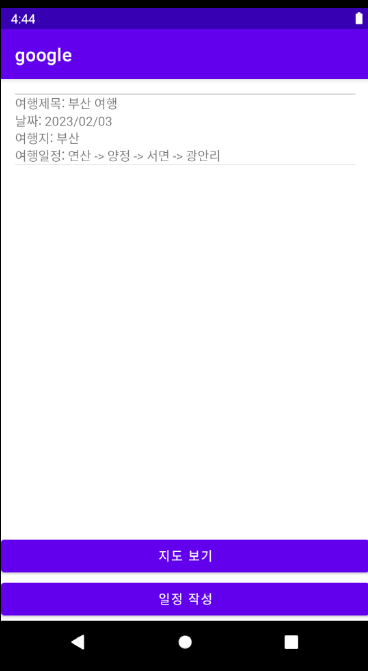 4:44
google
여행제목: 부산 여행
날짜: 2023/02/03
여행지: 부산
여행일정: 연산 -> 양정 -> 서면 -> 광안리
지도 보기
일정 작성